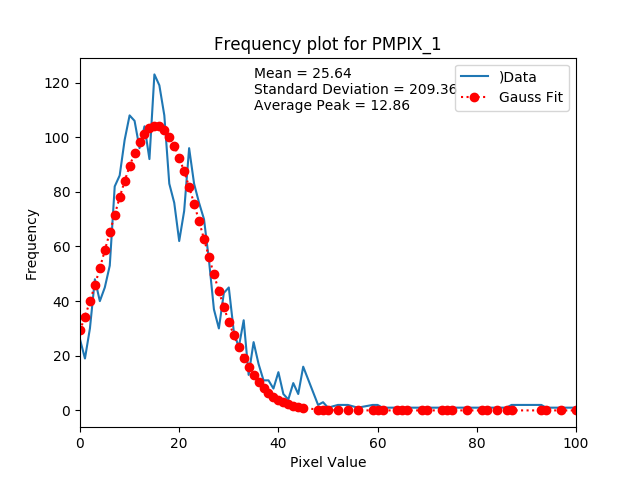 Frequency plot for PMPIX_1
Mean = 25.64
Standard Deviation = 209.36
Average Peak = 12.86
)Data
Gauss Fit
Frequency
120
100
80
60
40
20
0
0 20 40 60 80 100
Pixel Value